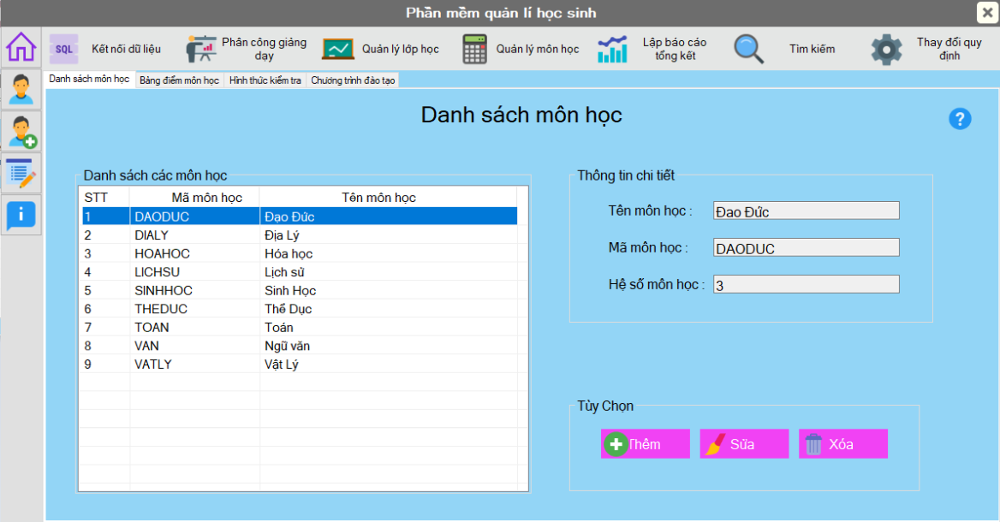 Phần mềm quản lí học sinh
SQL
Kết nối dữ liệu
Phân công giảng
dạy
Quản lý lớp học
Quản lý môn học
Lập báo cáo
tổng kết
Tìm kiếm
Thay đổi quy
định
Danh sách môn học
Bảng điểm môn học
Hình thức kiểm tra
Chương trình đào tạo
Danh sách môn học
?
Danh sách các môn học
STT Mã môn học Tên môn học
1 DAODUC Đạo Đức
2 DIALY Địa Lý
3 HOAHOC Hóa học
4 LICHSU Lịch sử
5 SINHHOC Sinh Học
6 THEDUC Thể Dục
7 TOAN Toán
8 VAN Ngữ văn
9 VATLY Vật Lý
Thông tin chi tiết
Tên môn học : Đạo Đức
Mã môn học : DAODUC
Hệ số môn học : 3
Tùy Chọn
Thêm
Sửa
Xóa